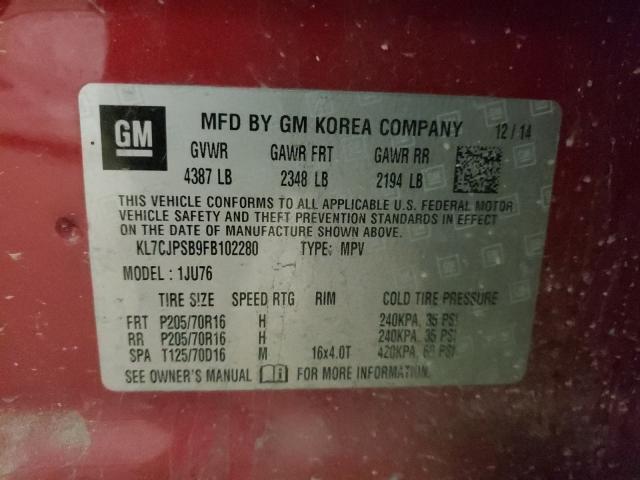 GM
MFD BY GM KOREA COMPANY 12/14
GVWR GAWR FRT GAWR RR
4387 LB 2348 LB 2194 LB
THIS VEHICLE CONFORMS TO ALL APPLICABLE U.S. FEDERAL MOTOR
VEHICLE SAFETY AND THEFT PREVENTION STANDARDS IN EFFECT
ON THE DATE OF MANUFACTURE SHOWN ABOVE.
KL7CJPSB9FB102280 TYPE: MPV
MODEL: 1JU76
TIRE SIZE SPEED RTG RIM COLD TIRE PRESSURE
FRT P205/70R16 H 240KPA, 35 PSI
RR P205/70R16 H 240KPA, 35 PSI
SPA T125/70D16 M 16x4.0T 420KPA, 60 PSI
SEE OWNER'S MANUAL FOR MORE INFORMATION.